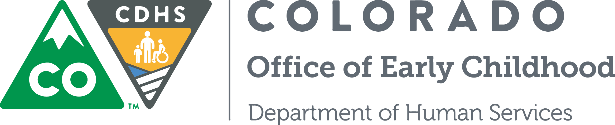 CO
TM
CDHS
COLORADO
Office of Early Childhood
Department of Human Services